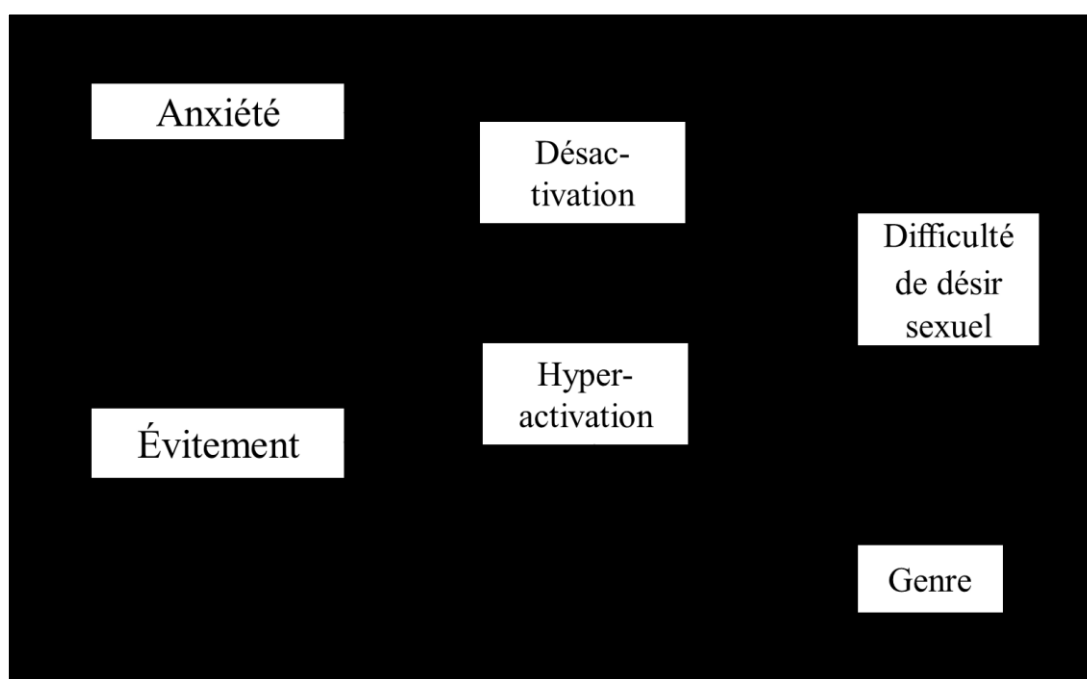 Anxiété
Désac-
tivation
Difficulté
de désir
sexuel
Hyper-
activation
Évitement
Genre